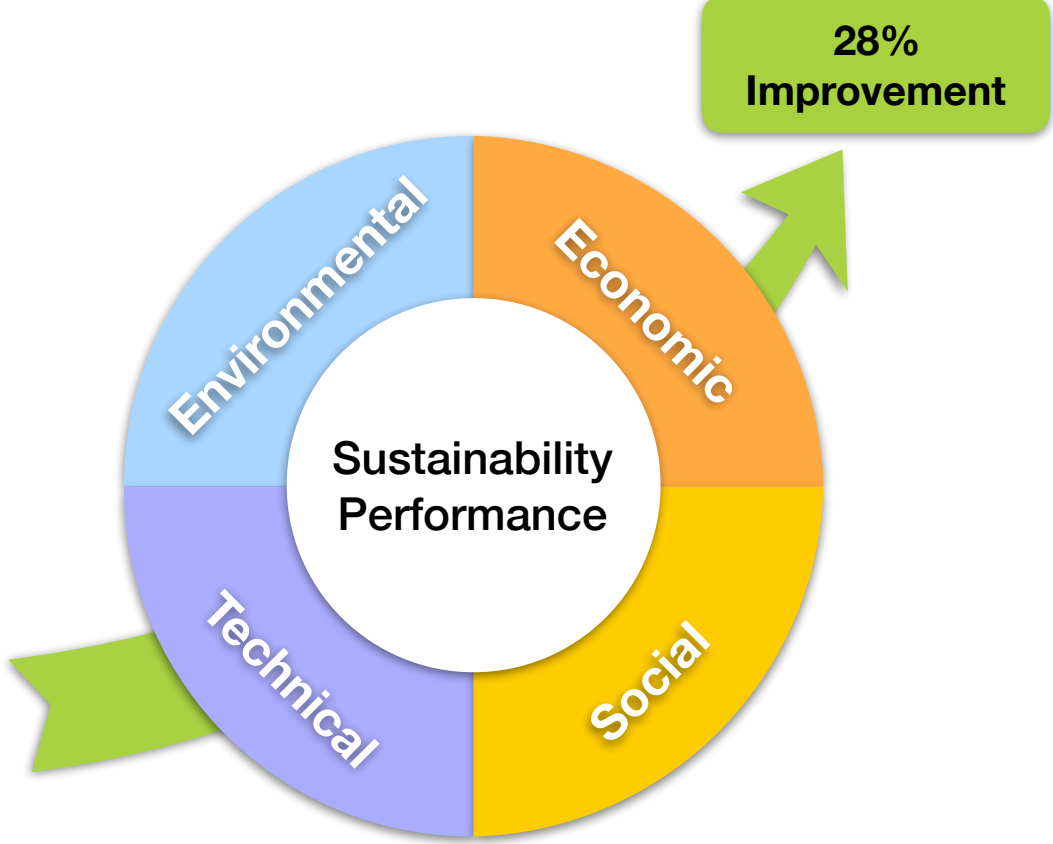 28%
Improvement
Environmental
Economic
Sustainability
Performance
Technical
Social